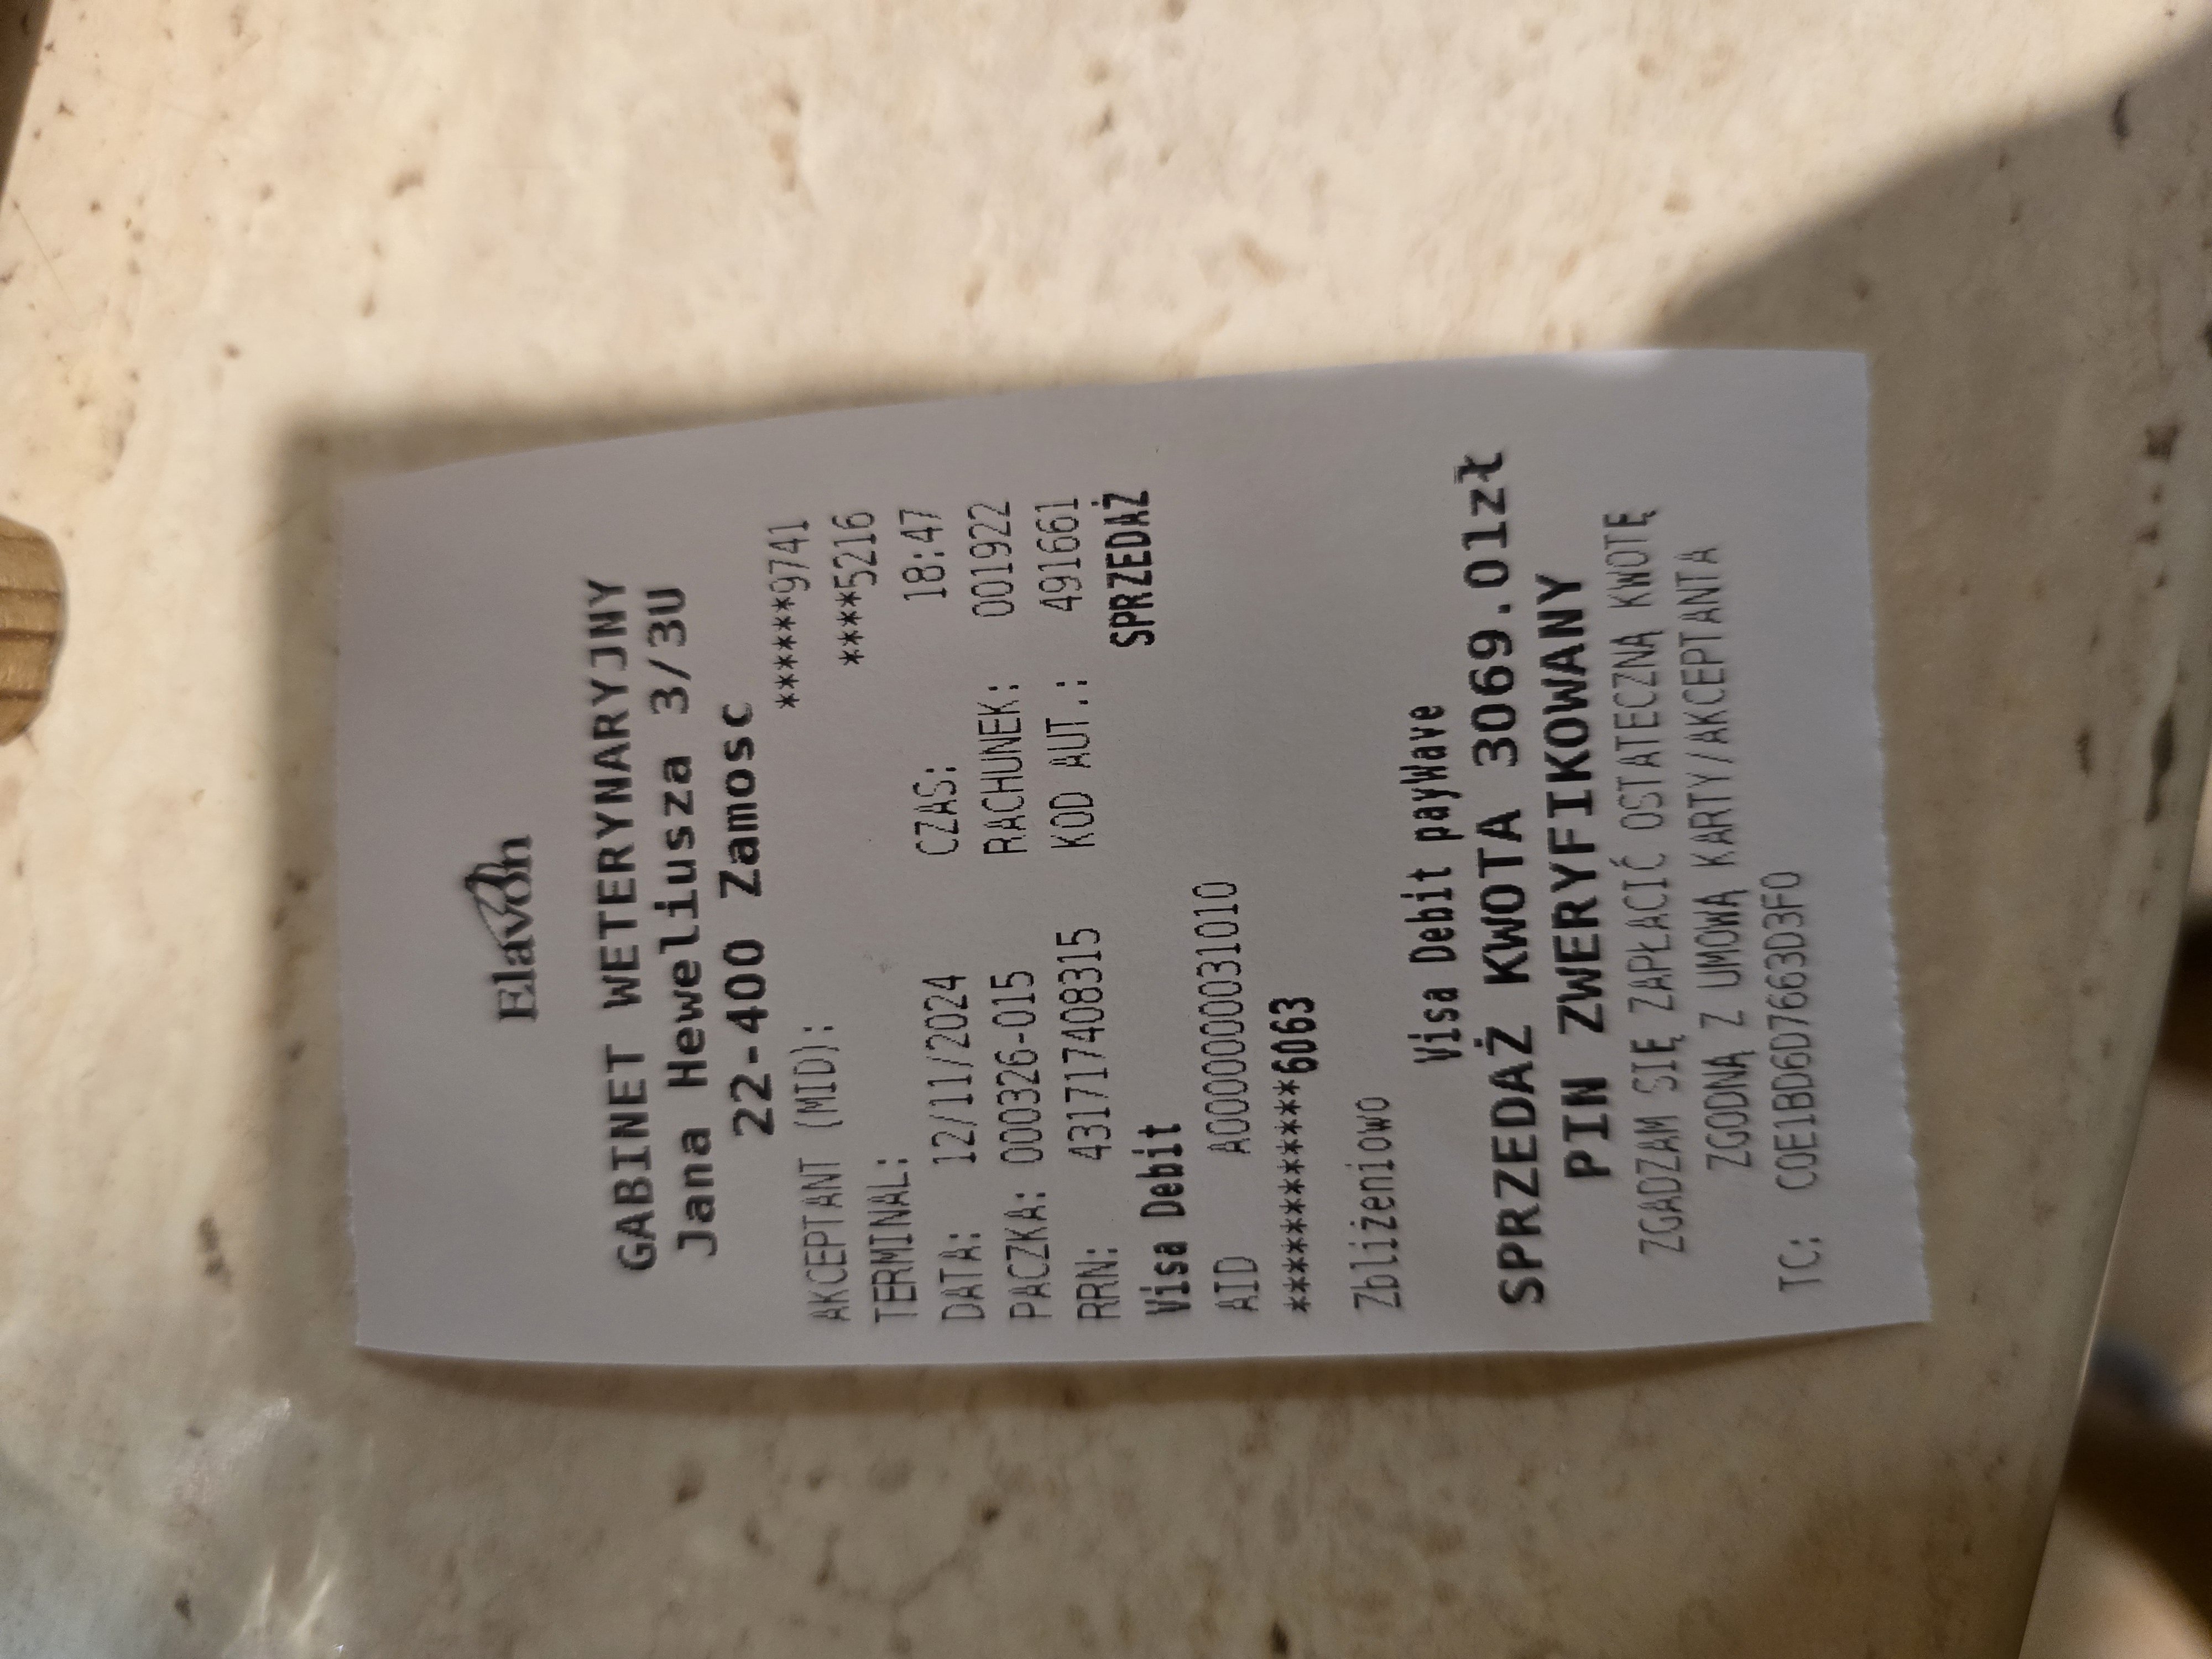 Elavon
GABINET WETERYNARYJNY
Jana Heweliusza 3/3U
22-400 Zamosc
AKCEPTANT (MID): ******9741
TERMINAL: ****5216
DATA: 12/11/2024 CZAS: 18:47
PACZKA: 000326-015 RACHUNEK: 001922
RRN: 431717408315 KOD AUT.: 491661
Visa Debit SPRZEDAŻ
AID A0000000031010
************6063
Zbliżeniowo
Visa Debit payWave
SPRZEDAŻ KWOTA 3069.01zł
PIN ZWERYFIKOWANY
ZGADZAM SIĘ ZAPŁACIĆ OSTATECZNĄ KWOTĘ
ZGODNĄ Z UMOWĄ KARTY/AKCEPTANTA
TC: C0E1BD6D7663D3F0